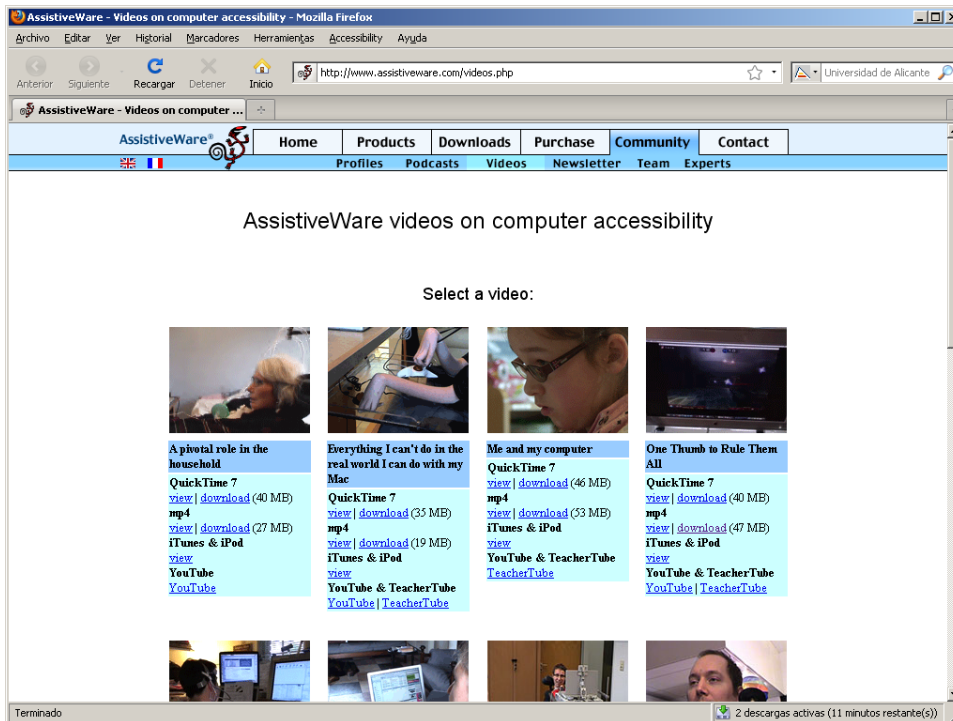 AssistiveWare - Videos on computer accessibility - Mozilla Firefox
Archivo Editar Ver Historial Marcadores Herramientas Accessibility Ayuda
Anterior Siguiente Recargar Detener Inicio http://www.assistiveware.com/videos.php Universidad de Alicante
AssistiveWare - Videos on computer ...
AssistiveWare® Home Products Downloads Purchase Community Contact
Profiles Podcasts Videos Newsletter Team Experts
AssistiveWare videos on computer accessibility
Select a video:
A pivotal role in the
household
QuickTime 7
view | download (40 MB)
mp4
view | download (27 MB)
iTunes & iPod
view
YouTube
YouTube
Everything I can't do in the
real world I can do with my
Mac
QuickTime 7
view | download (35 MB)
mp4
view | download (19 MB)
iTunes & iPod
view
YouTube & TeacherTube
YouTube | TeacherTube
Me and my computer
QuickTime 7
view | download (46 MB)
mp4
view | download (53 MB)
iTunes & iPod
view
YouTube & TeacherTube
TeacherTube
One Thumb to Rule Them
All
QuickTime 7
view | download (40 MB)
mp4
view | download (47 MB)
iTunes & iPod
view
YouTube & TeacherTube
YouTube | TeacherTube
Terminado 2 descargas activas (11 minutos restante(s))